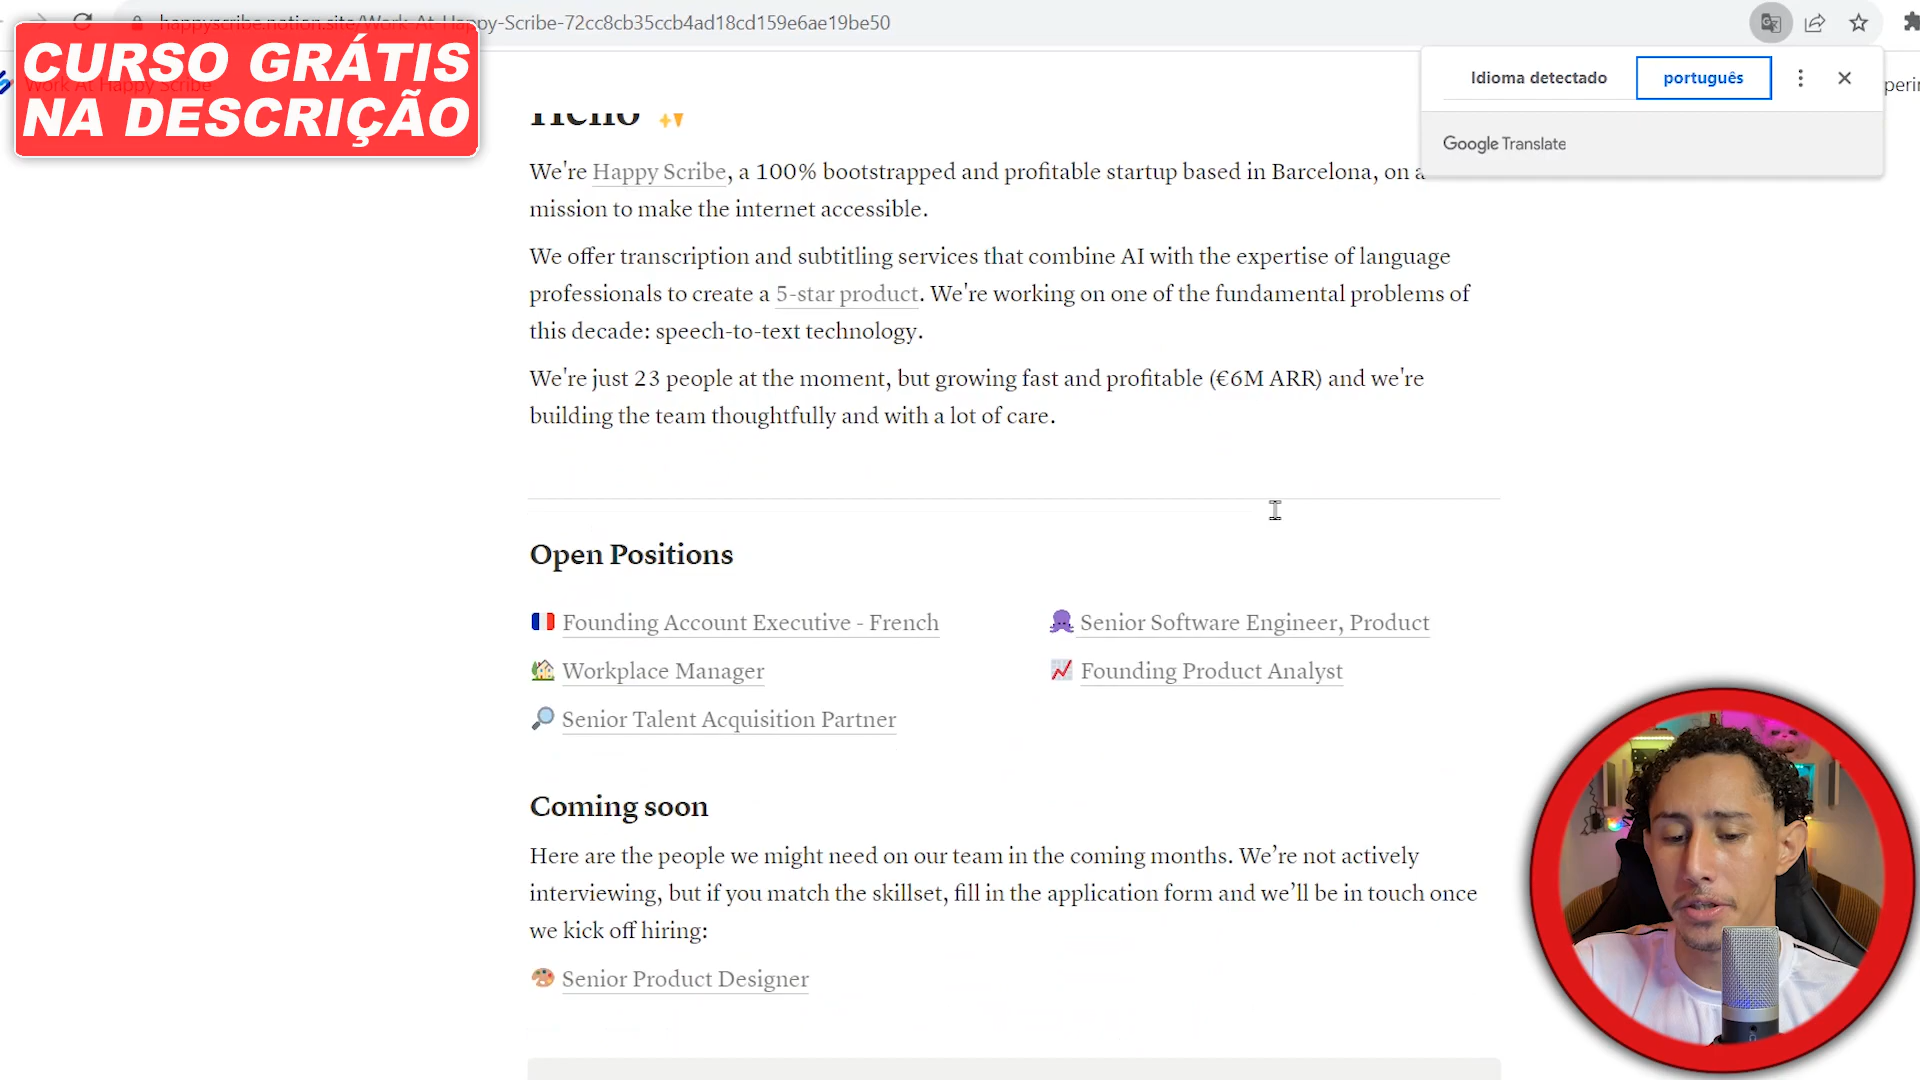 happyscribe.notion.site/Work-At-Happy-Scribe-72cc8cb35ccb4ad18cd159e6ae19be50
CURSO GRÁTIS
NA DESCRIÇÃO
Work At Happy Scribe
Idioma detectado
português
Google Translate
Hello
We're Happy Scribe, a 100% bootstrapped and profitable startup based in Barcelona, on a
mission to make the internet accessible.
We offer transcription and subtitling services that combine AI with the expertise of language
professionals to create a 5-star product. We're working on one of the fundamental problems of
this decade: speech-to-text technology.
We're just 23 people at the moment, but growing fast and profitable (€6M ARR) and we're
building the team thoughtfully and with a lot of care.
Open Positions
Founding Account Executive - French
Workplace Manager
Senior Talent Acquisition Partner
Senior Software Engineer, Product
Founding Product Analyst
Coming soon
Here are the people we might need on our team in the coming months. We’re not actively
interviewing, but if you match the skillset, fill in the application form and we’ll be in touch once
we kick off hiring:
Senior Product Designer